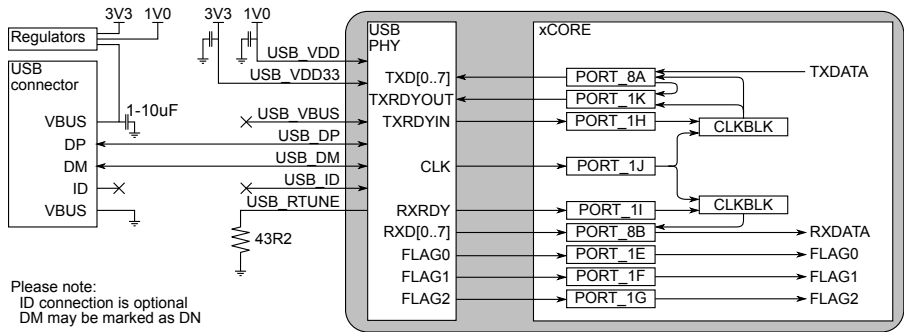 3V3 1V0
Regulators
3V3 1V0
USB
connector
1-10uF
VBUS
DP
DM
ID
VBUS
USB_VDD
USB_VDD33
USB_VBUS
USB_DP
USB_DM
USB_ID
USB_RTUNE
43R2
USB
PHY
TXD[0..7]
TXRDYOUT
TXRDYIN
CLK
RXRDY
RXD[0..7]
FLAG0
FLAG1
FLAG2
xCORE
PORT_8A
PORT_1K
PORT_1H
PORT_1J
PORT_1I
PORT_8B
PORT_1E
PORT_1F
PORT_1G
CLKBLK
CLKBLK
TXDATA
RXDATA
FLAG0
FLAG1
FLAG2
Please note:
ID connection is optional
DM may be marked as DN